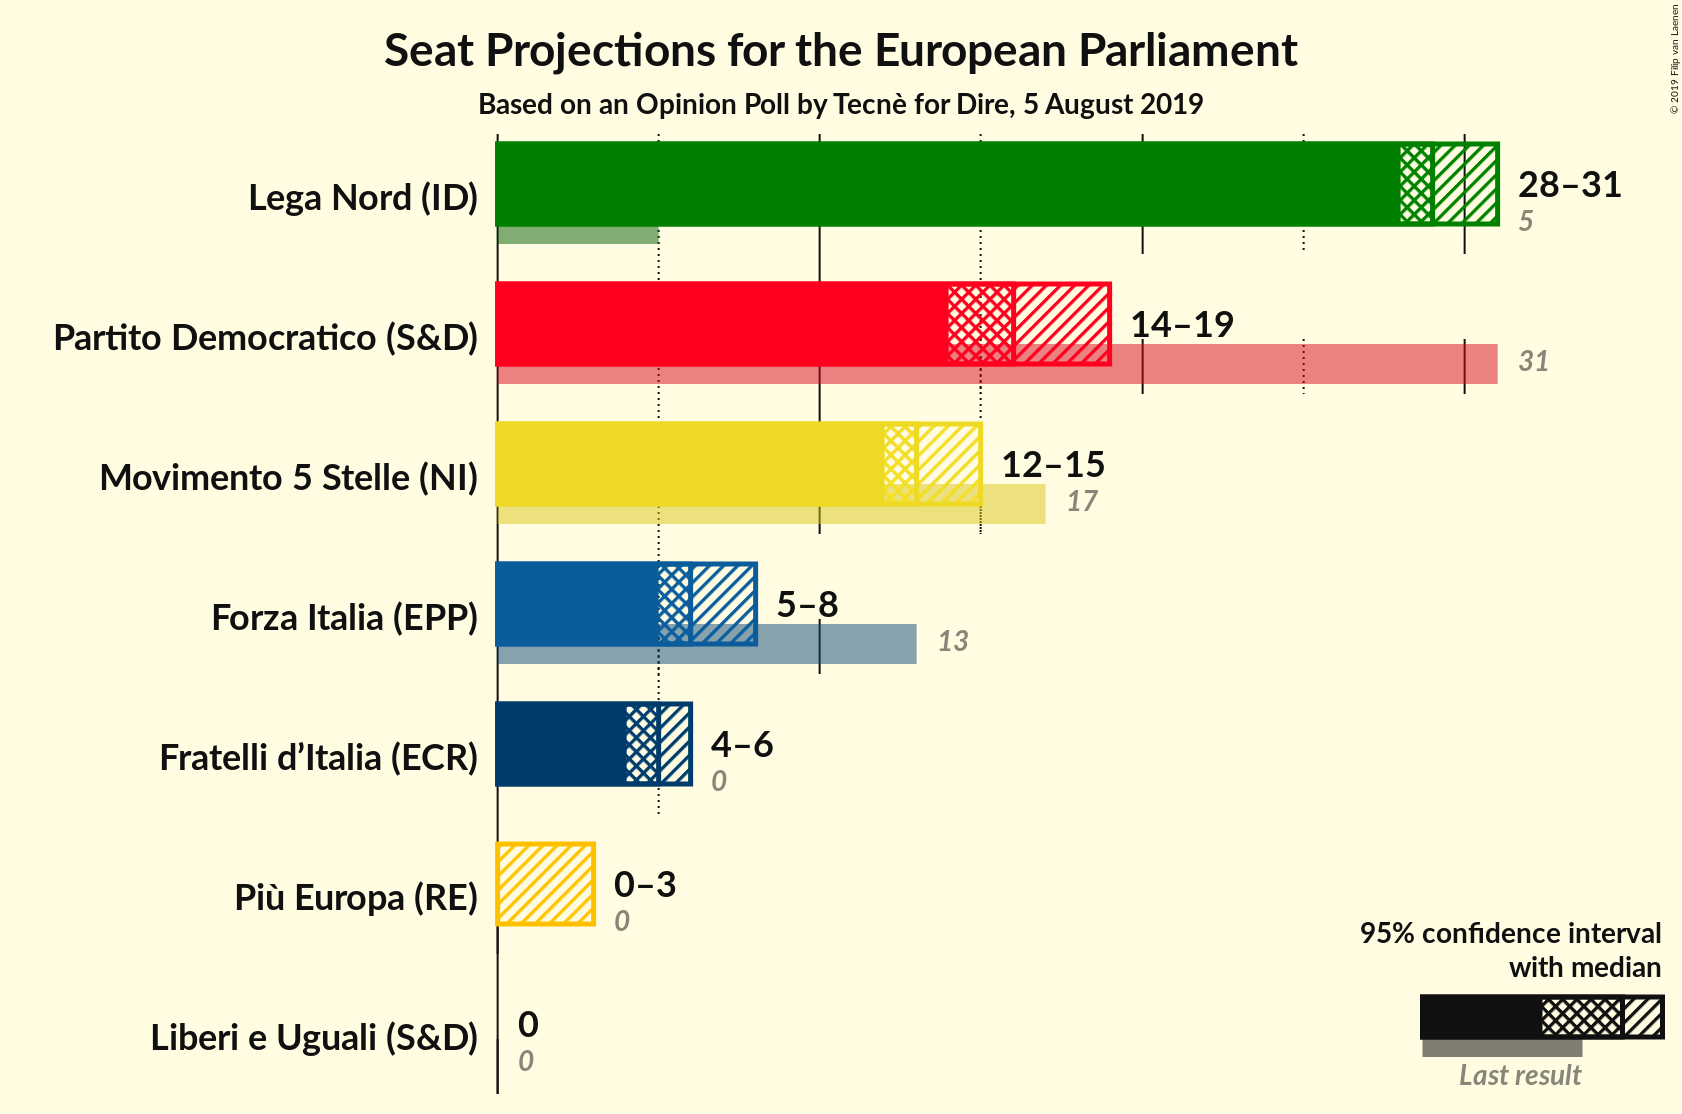 Seat Projections for the European Parliament
Based on an Opinion Poll by Tecnè for Dire, 5 August 2019
© 2019 Filip van Laenen
Lega Nord (ID)
28–31
5
Partito Democratico (S&D)
14–19
31
Movimento 5 Stelle (NI)
12–15
17
Forza Italia (EPP)
5–8
13
Fratelli d’Italia (ECR)
4–6
0
Più Europa (RE)
0–3
0
Liberi e Uguali (S&D)
0
0
95% confidence interval
with median
Last result